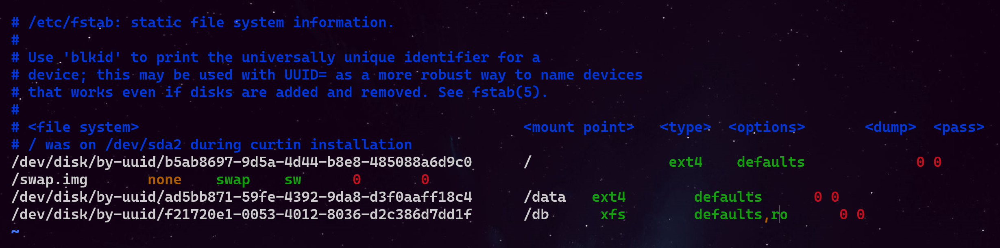 # /etc/fstab: static file system information.
#
# Use 'blkid' to print the universally unique identifier for a
# device; this may be used with UUID= as a more robust way to name devices
# that works even if disks are added and removed. See fstab(5).
#
# <file system>                                             <mount point>   <type>  <options>       <dump>  <pass>
# / was on /dev/sda2 during curtin installation
/dev/disk/by-uuid/b5ab8697-9d5a-4d44-b8e8-485088a6d9c0      /                ext4    defaults             0 0
/swap.img       none    swap    sw      0       0
/dev/disk/by-uuid/ad5bb871-59fe-4392-9da8-d3f0aaff18c4      /data   ext4        defaults      0 0
/dev/disk/by-uuid/f21720e1-0053-4012-8036-d2c386d7dd1f      /db      xfs        defaults,ro      0 0
~